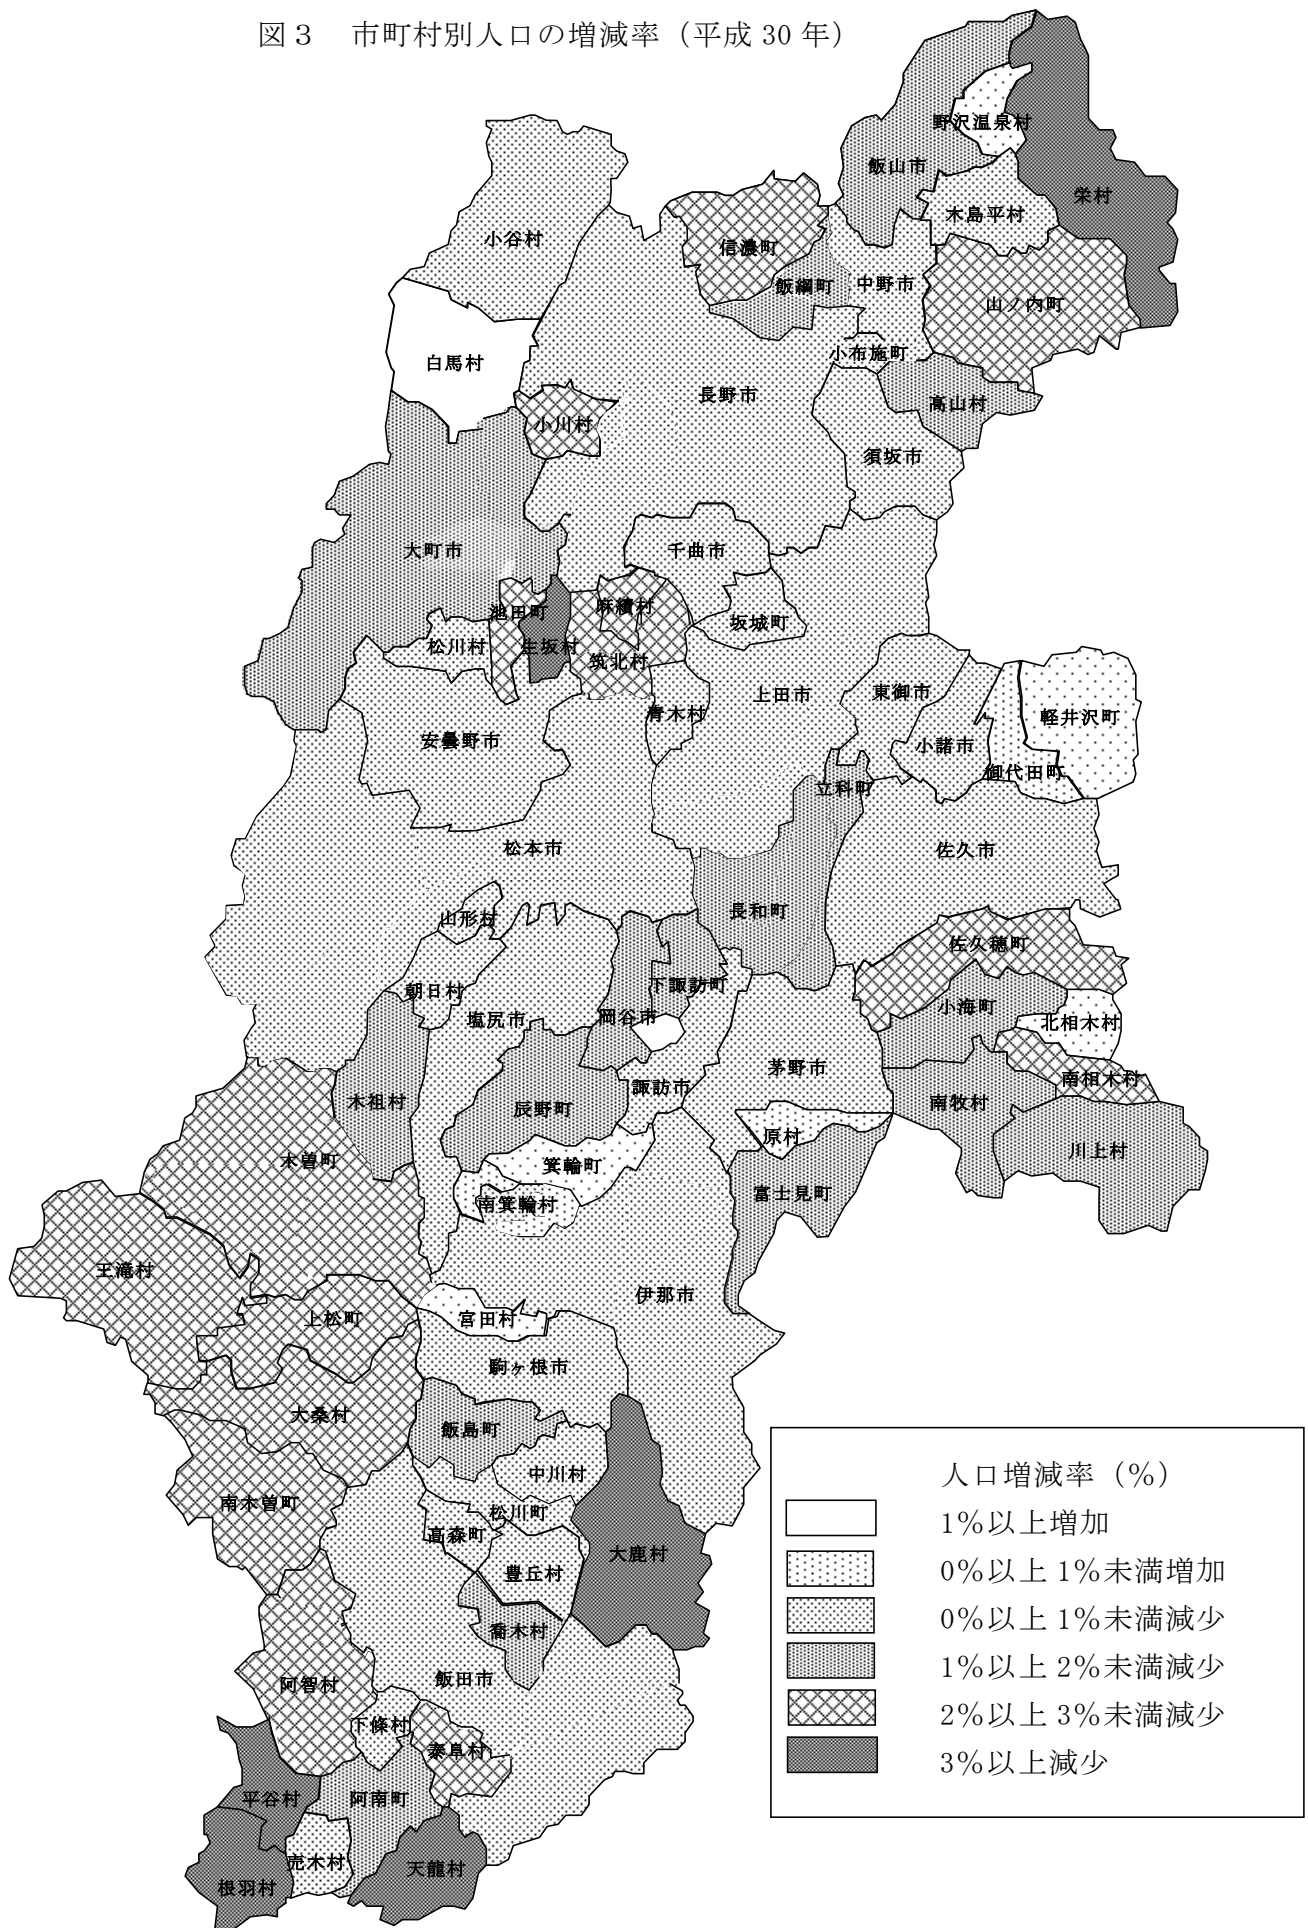 図3 市町村別人口の増減率（平成 30 年）
野沢温泉村
飯山市
栄村
木島平村
小谷村
信濃町
飯綱町
中野市
山ノ内町
小布施町
白馬村
長野市
高山村
小川村
須坂市
大町市
千曲市
麻績村
池田町
坂城町
松川村
生坂村
筑北村
上田市
東御市
青木村
軽井沢町
安曇野市
小諸市
御代田町
立科町
松本市
佐久市
長和町
山形村
佐久穂町
下諏訪町
朝日村
小海町
岡谷市
塩尻市
北相木村
茅野市
諏訪市
南相木村
木祖村
辰野町
南牧村
原村
川上村
木曽町
箕輪町
富士見町
南箕輪村
王滝村
伊那市
上松町
宮田村
駒ヶ根市
大桑村
飯島町
中川村
南木曽町
松川町
高森町
大鹿村
豊丘村
喬木村
飯田市
阿智村
下條村
泰阜村
平谷村
阿南町
売木村
天龍村
根羽村
人口増減率（%）
1%以上増加
0%以上 1%未満増加
0%以上 1%未満減少
1%以上 2%未満減少
2%以上 3%未満減少
3%以上減少